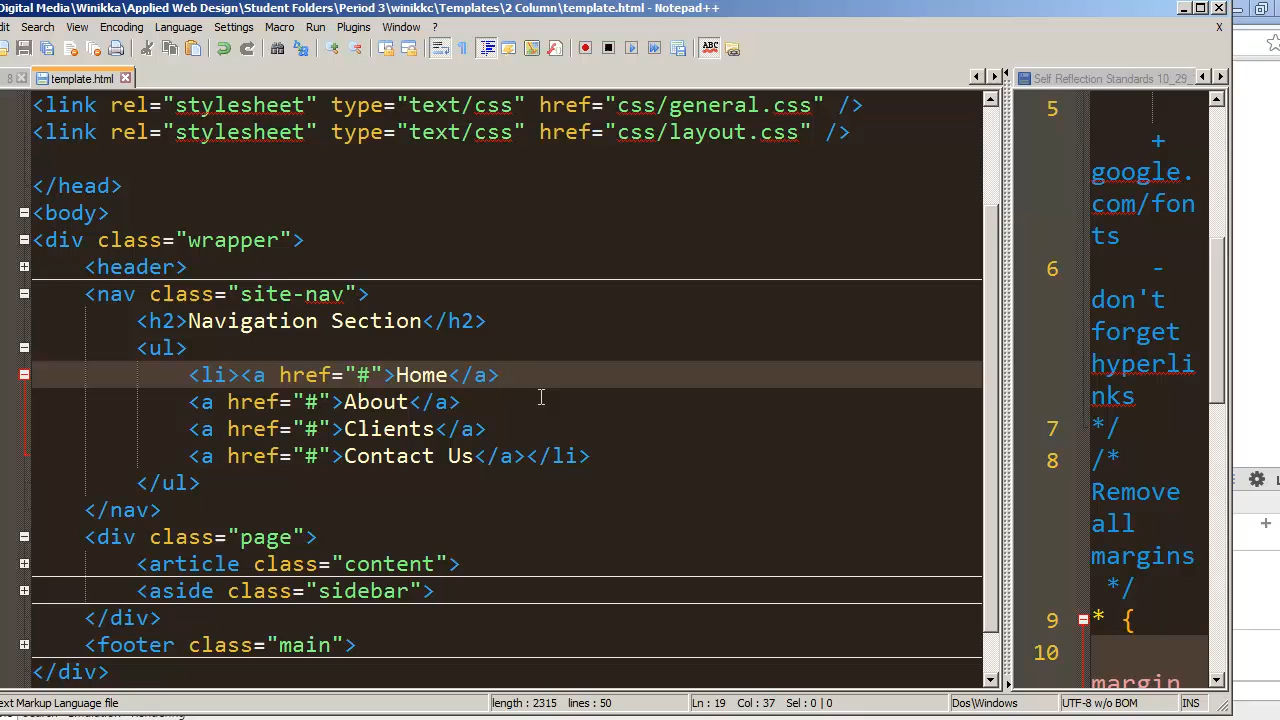 Digital Media\Winikka\Applied Web Design\Student Folders\Period 3\winikkc\Templates\2 Column\template.html - Notepad++
Search View Encoding Language Settings Macro Run Plugins Window X
template.html
Self Reflection Standards 10_29_
<link rel="stylesheet" type="text/css" href="css/general.css" />
<link rel="stylesheet" type="text/css" href="css/layout.css" />
</head>
<body>
<div class="wrapper">
<header>
<nav class="site-nav">
<h2>Navigation Section</h2>
<ul>
<li><a href="#">Home</a>
<a href="#">About</a>
<a href="#">Clients</a>
<a href="#">Contact Us</a></li>
</ul>
</nav>
<div class="page">
<article class="content">
<aside class="sidebar">
</div>
<footer class="main">
</div>
5
+
google.
com/fon
ts
6 -
don't
forget
hyperli
nks
7 */
8 /*
Remove
all
margins
*/
9 * {
10
margin
ext Markup Language file length : 2315 lines : 50 Ln : 19 Col : 37 Sel : 0 | 0 Dos\Windows UTF-8 w/o BOM INS